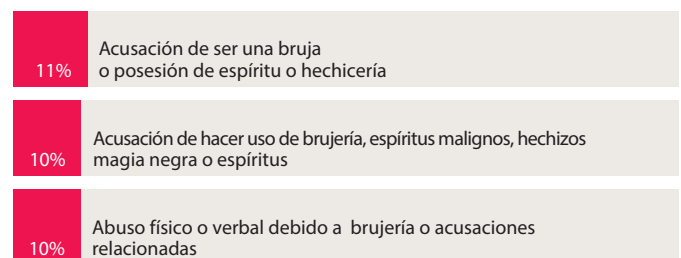 Acusación de ser una bruja
11% o posesión de espíritu o hechicería
Acusación de hacer uso de brujería, espíritus malignos, hechizos
10% magia negra o espíritus
Abuso físico o verbal debido a brujería o acusaciones
10% relacionadas